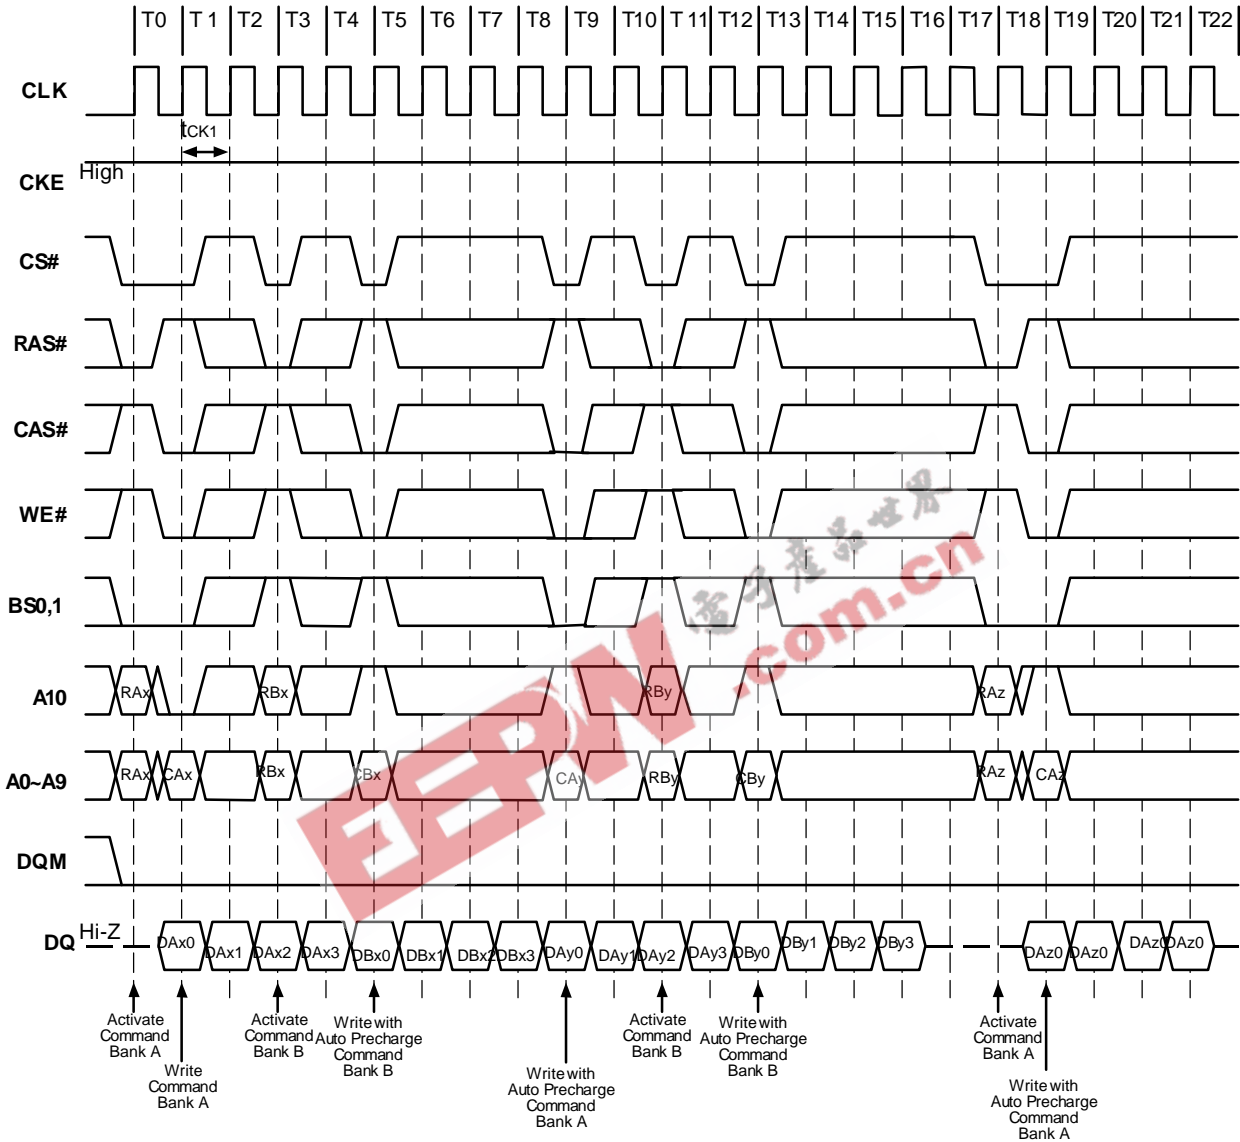 T0 T 1 T2 T3 T4 T5 T6 T7 T8 T9 T10 T 11 T12 T13 T14 T15 T16 T17 T18 T19 T20 T21 T22
CLK
tCK1
High
CKE
CS#
RAS#
CAS#
WE#
電子產品世界
.com.cn
EEPW
BS0,1
A10 RAx RBx RBy RAz
A0~A9 RAx CAx RBx CBx CAy RBy CBy RAz CAz
DQM
Hi-Z
DQ DAx0 DAx1 DAx2 DAx3 DBx0 DBx1 DBx2 DBx3 DAy0 DAy1 DAy2 DAy3 DBy0 DBy1 DBy2 DBy3 DAz0 DAz0 DAz0 DAz0
Activate
Command
Bank A
Write
Command
Bank A
Activate
Command
Bank B
Write with
Auto Precharge
Command
Bank B
Write with
Auto Precharge
Command
Bank A
Activate
Command
Bank B
Write with
Auto Precharge
Command
Bank B
Activate
Command
Bank A
Write with
Auto Precharge
Command
Bank A